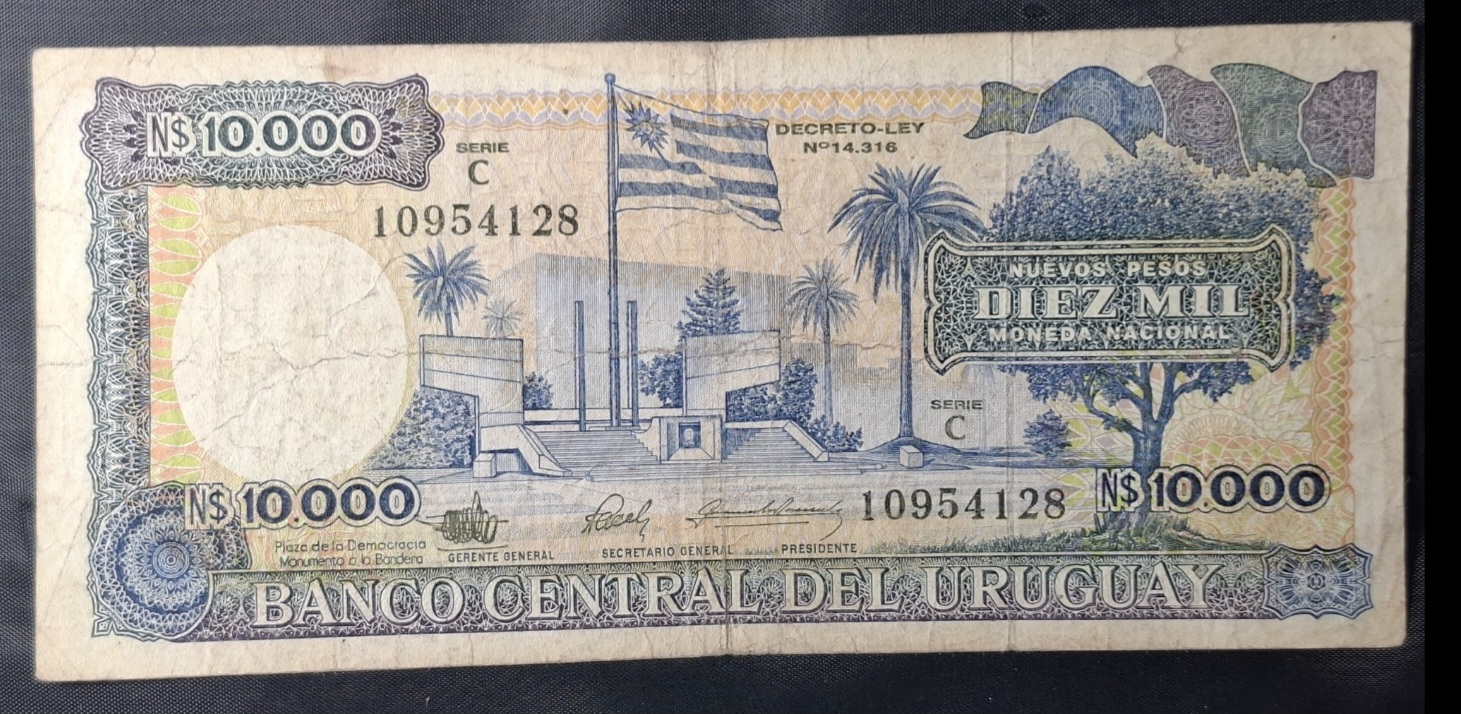 N$ 10.000
SERIE
C
10954128
DECRETO-LEY
Nº14.316
NUEVOS PESOS
DIEZ MIL
MONEDA NACIONAL
SERIE
C
N$ 10.000
10954128
N$ 10.000
Plaza de la Democracia
Monumento a la Bandera
GERENTE GENERAL
SECRETARIO GENERAL
PRESIDENTE
BANCO CENTRAL DEL URUGUAY